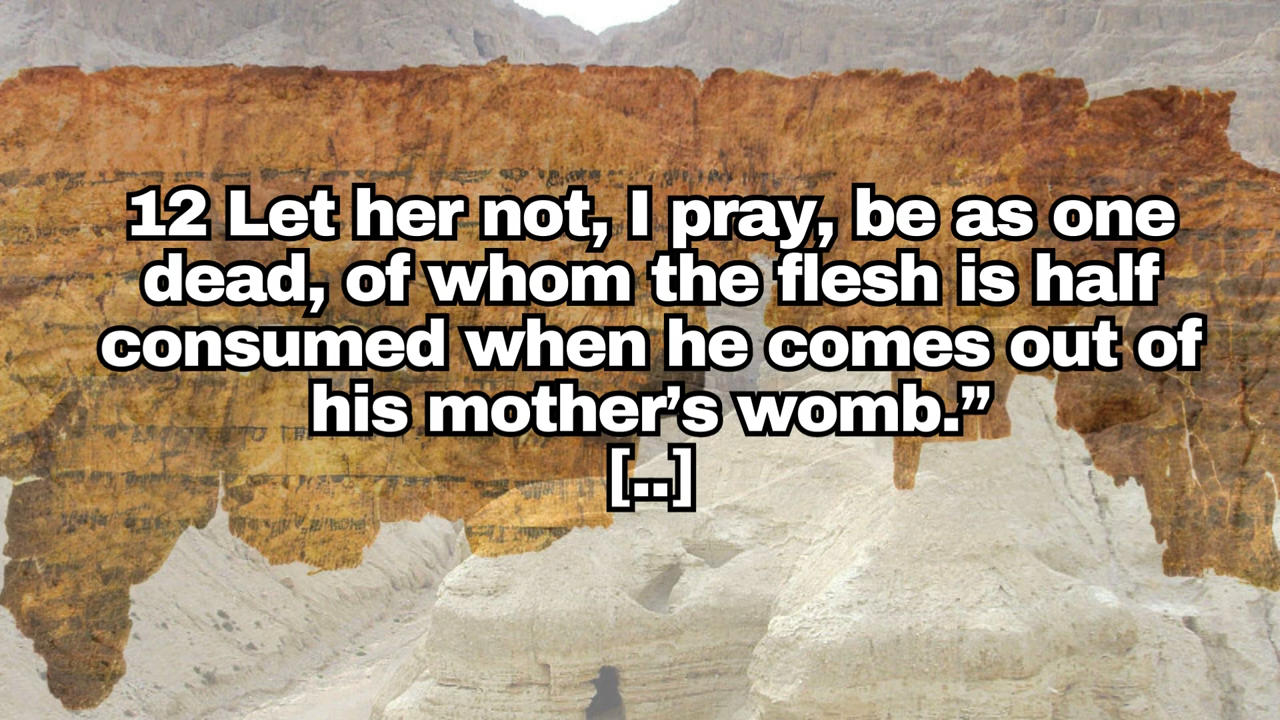 12 Let her not, I pray, be as one
dead, of whom the flesh is half
consumed when he comes out of
his mother’s womb.”
[..]